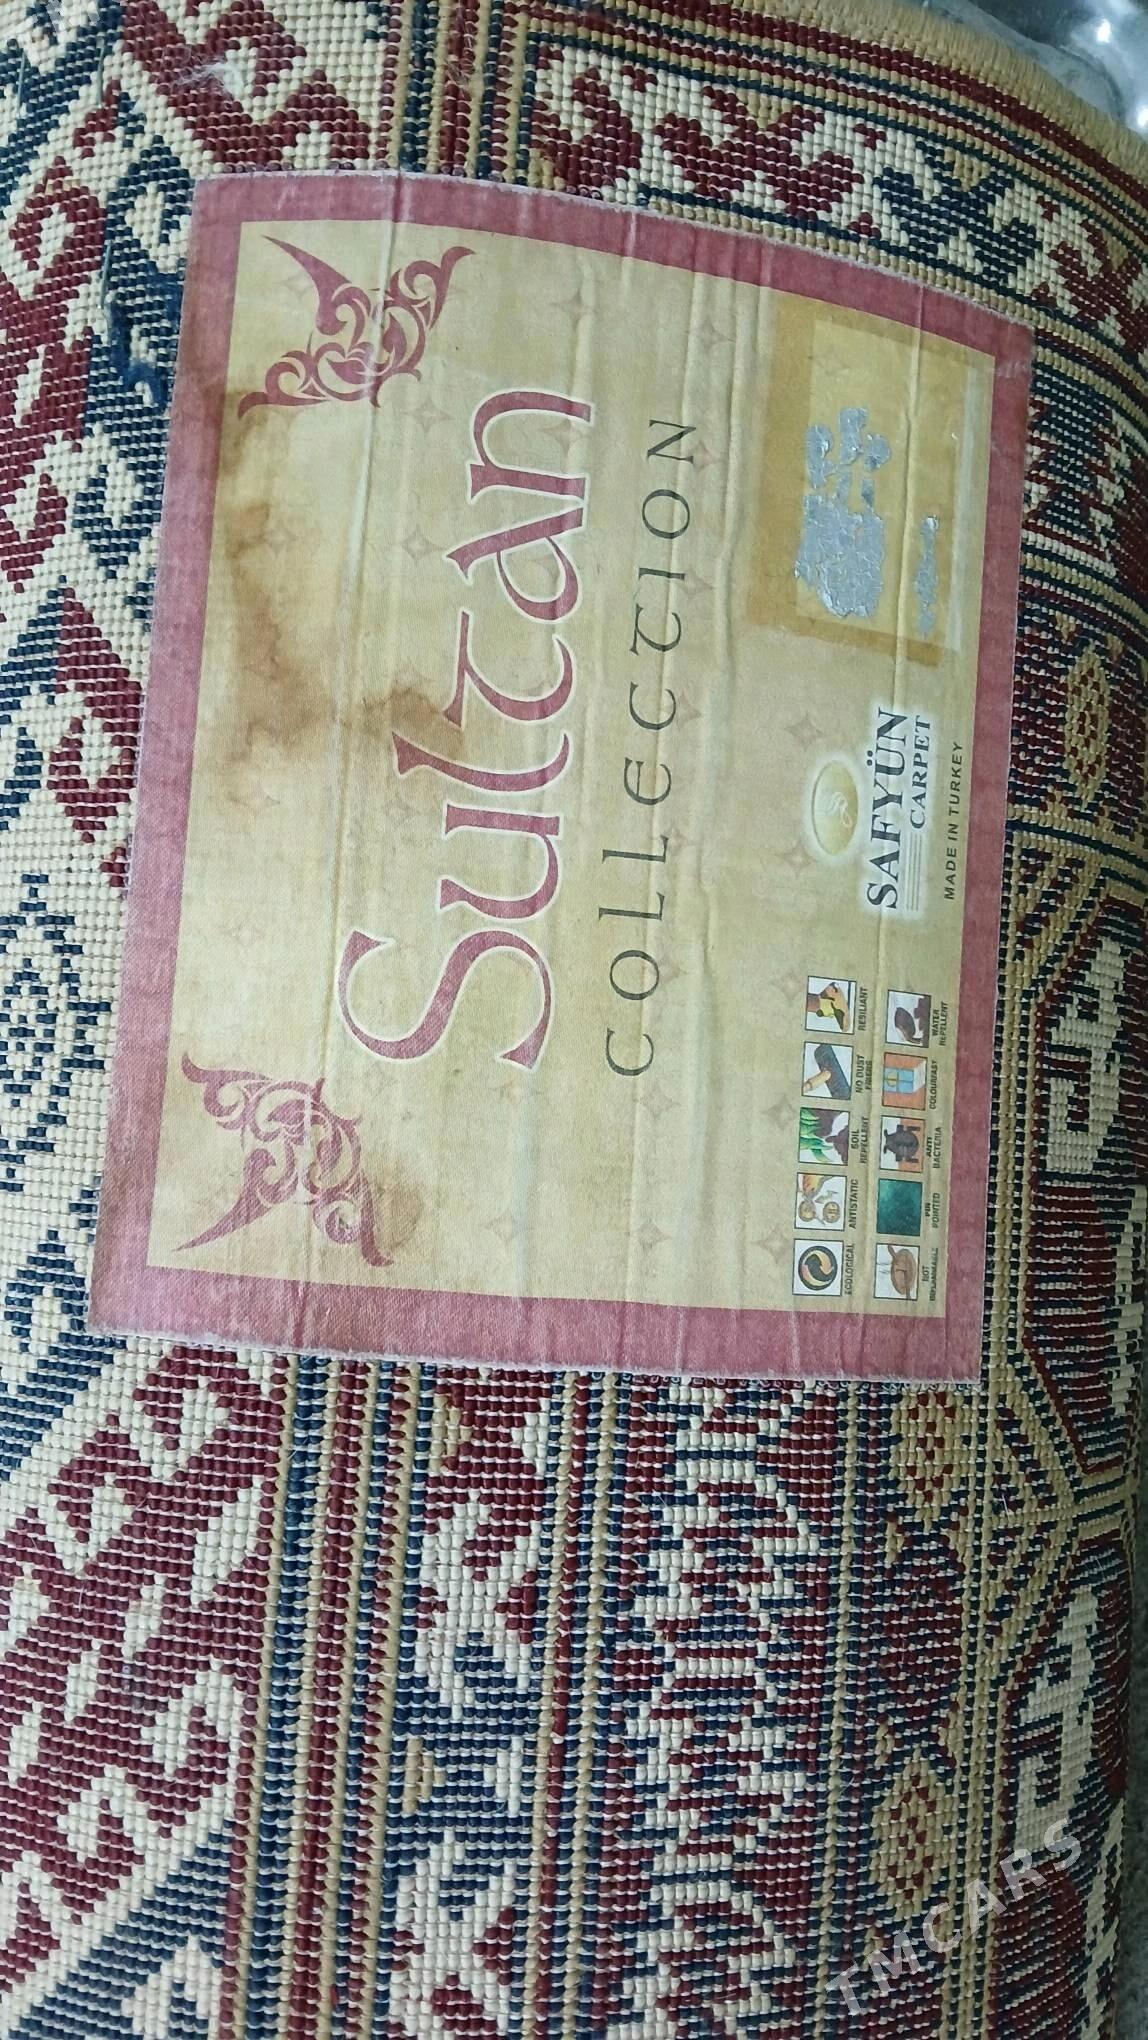 Sultan
COLLECTION
SAFYÜN
CARPET
MADE IN TURKEY
ECOLOGICAL
ANTISTATIC
SOIL
REPELLENT
NO DUST
FIBERS
RESILIANT
NOT
INFLAMMABLE
PIN
POINTED
ANTI
BACTERIA
COLOURFAST
WATER
REPELLENT
TMCARS